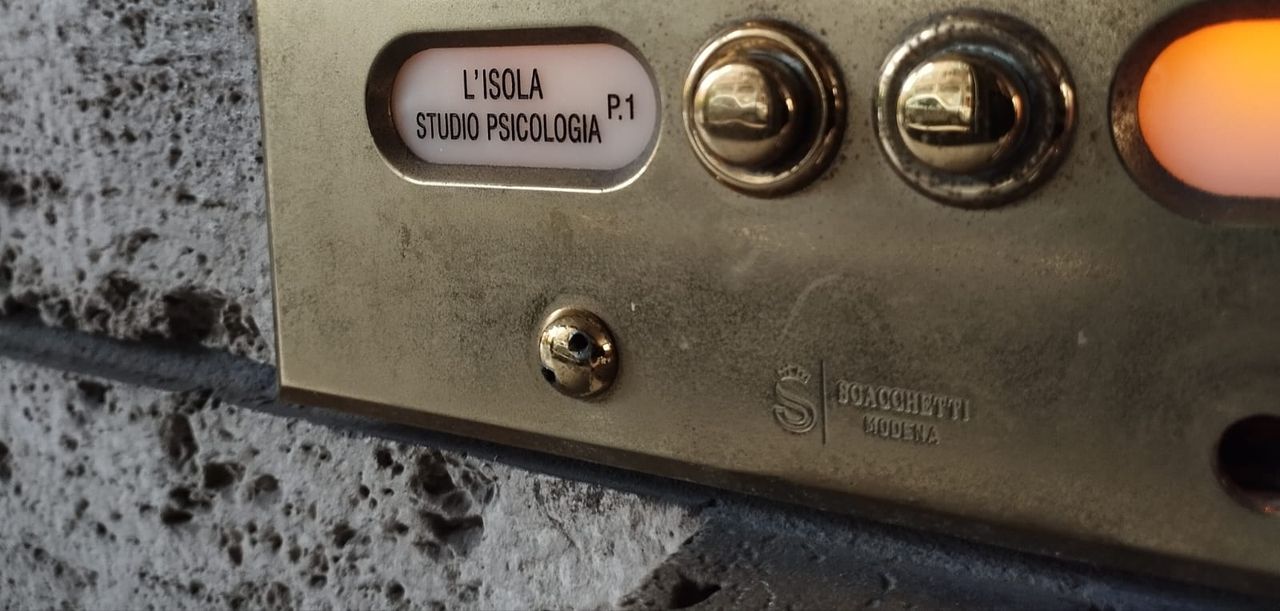 L'ISOLA
STUDIO PSICOLOGIA P.1
S SCACCHETTI
MODENA